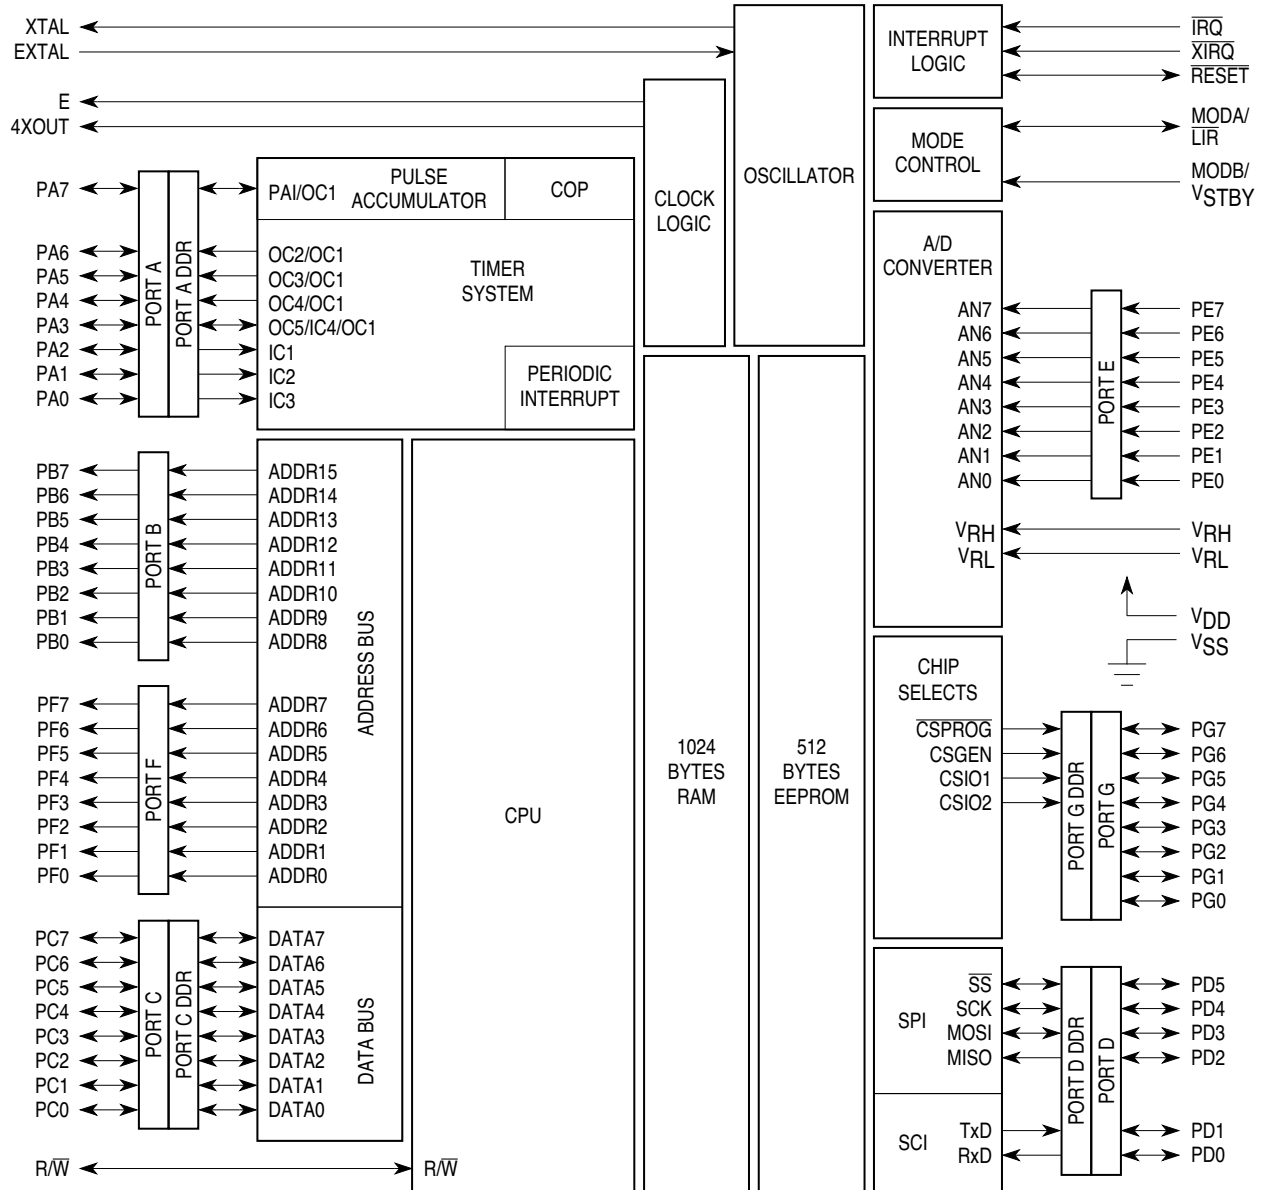 XTAL
EXTAL
E
4XOUT
PA7
PA6
PA5
PA4
PA3
PA2
PA1
PA0
PORT A
PORT A DDR
PAI/OC1
PULSE
ACCUMULATOR
COP
OC2/OC1
OC3/OC1
OC4/OC1
OC5/IC4/OC1
IC1
IC2
IC3
TIMER
SYSTEM
PERIODIC
INTERRUPT
CLOCK
LOGIC
OSCILLATOR
INTERRUPT
LOGIC
I̅R̅Q̅
X̅I̅R̅Q̅
R̅E̅S̅E̅T̅
MODE
CONTROL
MODA/
L̅I̅R̅
MODB/
VSTBY
A/D
CONVERTER
AN7
AN6
AN5
AN4
AN3
AN2
AN1
AN0
VRH
VRL
PORT E
PE7
PE6
PE5
PE4
PE3
PE2
PE1
PE0
VRH
VRL
VDD
VSS
PB7
PB6
PB5
PB4
PB3
PB2
PB1
PB0
PORT B
ADDR15
ADDR14
ADDR13
ADDR12
ADDR11
ADDR10
ADDR9
ADDR8
ADDRESS BUS
PF7
PF6
PF5
PF4
PF3
PF2
PF1
PF0
PORT F
ADDR7
ADDR6
ADDR5
ADDR4
ADDR3
ADDR2
ADDR1
ADDR0
PC7
PC6
PC5
PC4
PC3
PC2
PC1
PC0
PORT C
PORT C DDR
DATA7
DATA6
DATA5
DATA4
DATA3
DATA2
DATA1
DATA0
DATA BUS
R/W̅
R/W̅
CPU
1024
BYTES
RAM
512
BYTES
EEPROM
CHIP
SELECTS
C̅S̅P̅R̅O̅G̅
CSGEN
CSIO1
CSIO2
PORT G DDR
PORT G
PG7
PG6
PG5
PG4
PG3
PG2
PG1
PG0
SPI
S̅S̅
SCK
MOSI
MISO
SCI
TxD
RxD
PORT D DDR
PORT D
PD5
PD4
PD3
PD2
PD1
PD0